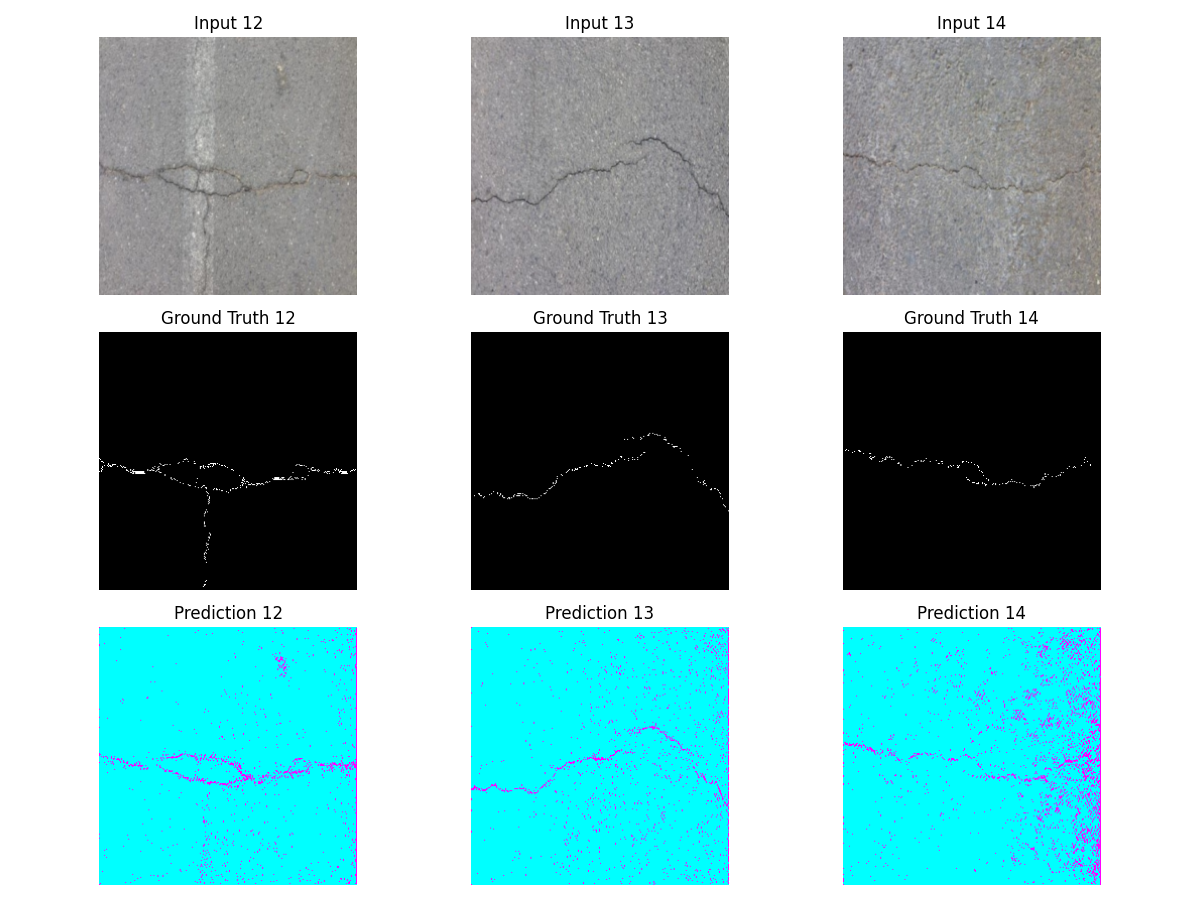 Input 12
Input 13
Input 14
Ground Truth 12
Ground Truth 13
Ground Truth 14
Prediction 12
Prediction 13
Prediction 14